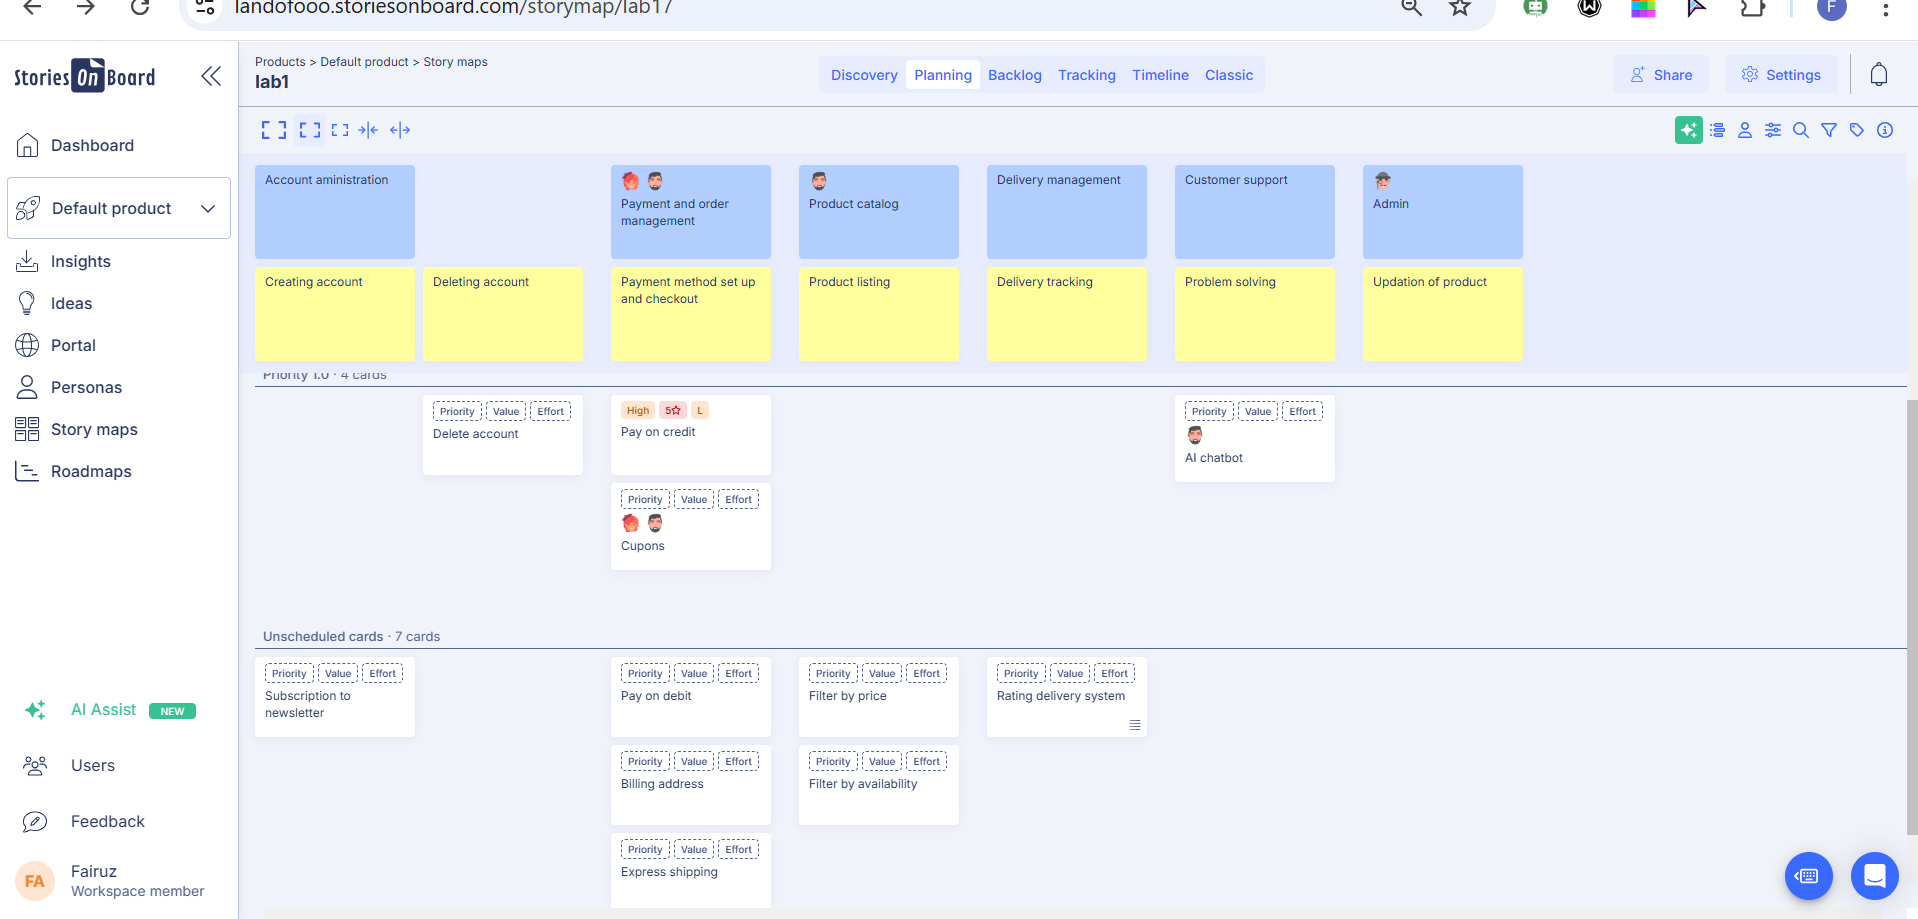 landofooo.storiesonboard.com/storymap/lab17
F
Stories On Board
Products > Default product > Story maps
lab1
Discovery
Planning
Backlog
Tracking
Timeline
Classic
Share
Settings
Dashboard
Default product
Insights
Ideas
Portal
Personas
Story maps
Roadmaps
AI Assist NEW
Users
Feedback
FA
Fairuz
Workspace member
Account aministration
Payment and order
management
Product catalog
Delivery management
Customer support
Admin
Creating account
Deleting account
Payment method set up
and checkout
Product listing
Delivery tracking
Problem solving
Updation of product
Priority 1.0 · 4 cards
Priority Value Effort
Delete account
High 5 L
Pay on credit
Priority Value Effort
AI chatbot
Priority Value Effort
Cupons
Unscheduled cards · 7 cards
Priority Value Effort
Subscription to
newsletter
Priority Value Effort
Pay on debit
Priority Value Effort
Filter by price
Priority Value Effort
Rating delivery system
Priority Value Effort
Billing address
Priority Value Effort
Filter by availability
Priority Value Effort
Express shipping